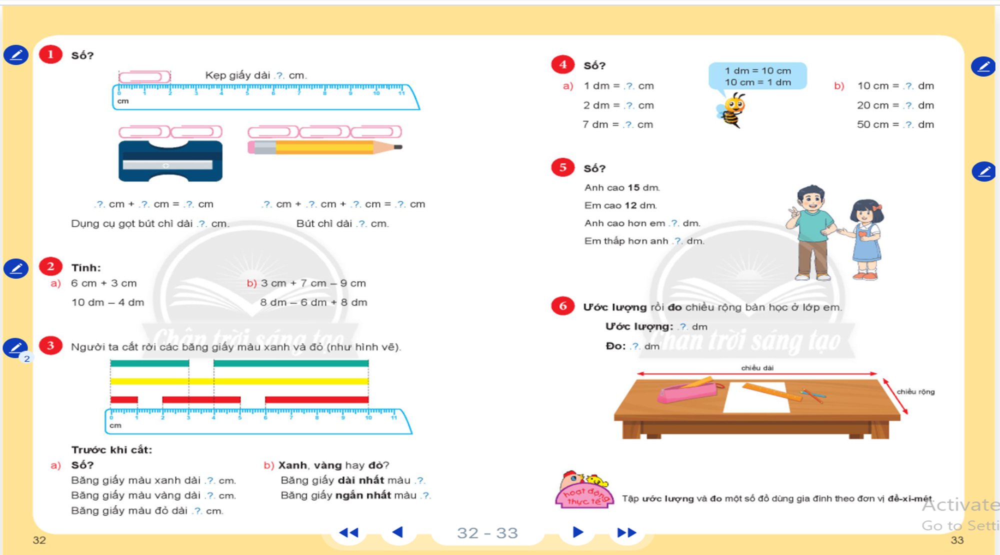 1 Số?
Kẹp giấy dài .?. cm.
0 1 2 3 4 5 6 7 8 9 10 11
cm
.?. cm + .?. cm = .?. cm
Dụng cụ gọt bút chì dài .?. cm.
.?. cm + .?. cm + .?. cm = .?. cm
Bút chì dài .?. cm.
2 Tính:
a) 6 cm + 3 cm
10 dm – 4 dm
b) 3 cm + 7 cm – 9 cm
8 dm – 6 dm + 8 dm
Chân trời sáng tạo
3 Người ta cắt rời các băng giấy màu xanh và đỏ (như hình vẽ).
2
0 1 2 3 4 5 6 7 8 9 10 11
cm
Trước khi cắt:
a) Số?
Băng giấy màu xanh dài .?. cm.
Băng giấy màu vàng dài .?. cm.
Băng giấy màu đỏ dài .?. cm.
b) Xanh, vàng hay đỏ?
Băng giấy dài nhất màu .?.
Băng giấy ngắn nhất màu .?.
32
4 Số?
a) 1 dm = .?. cm
2 dm = .?. cm
7 dm = .?. cm
1 dm = 10 cm
10 cm = 1 dm
b) 10 cm = .?. dm
20 cm = .?. dm
50 cm = .?. dm
5 Số?
Anh cao 15 dm.
Em cao 12 dm.
Anh cao hơn em .?. dm.
Em thấp hơn anh .?. dm.
6 Ước lượng rồi đo chiều rộng bàn học ở lớp em.
Ước lượng: .?. dm
Đo: .?. dm
Chân trời sáng tạo
chiều dài
chiều rộng
hoạt động
thực tế
Tập ước lượng và đo một số đồ dùng gia đình theo đơn vị đề-xi-mét.
Activate
Go to Setti
32 - 33
33